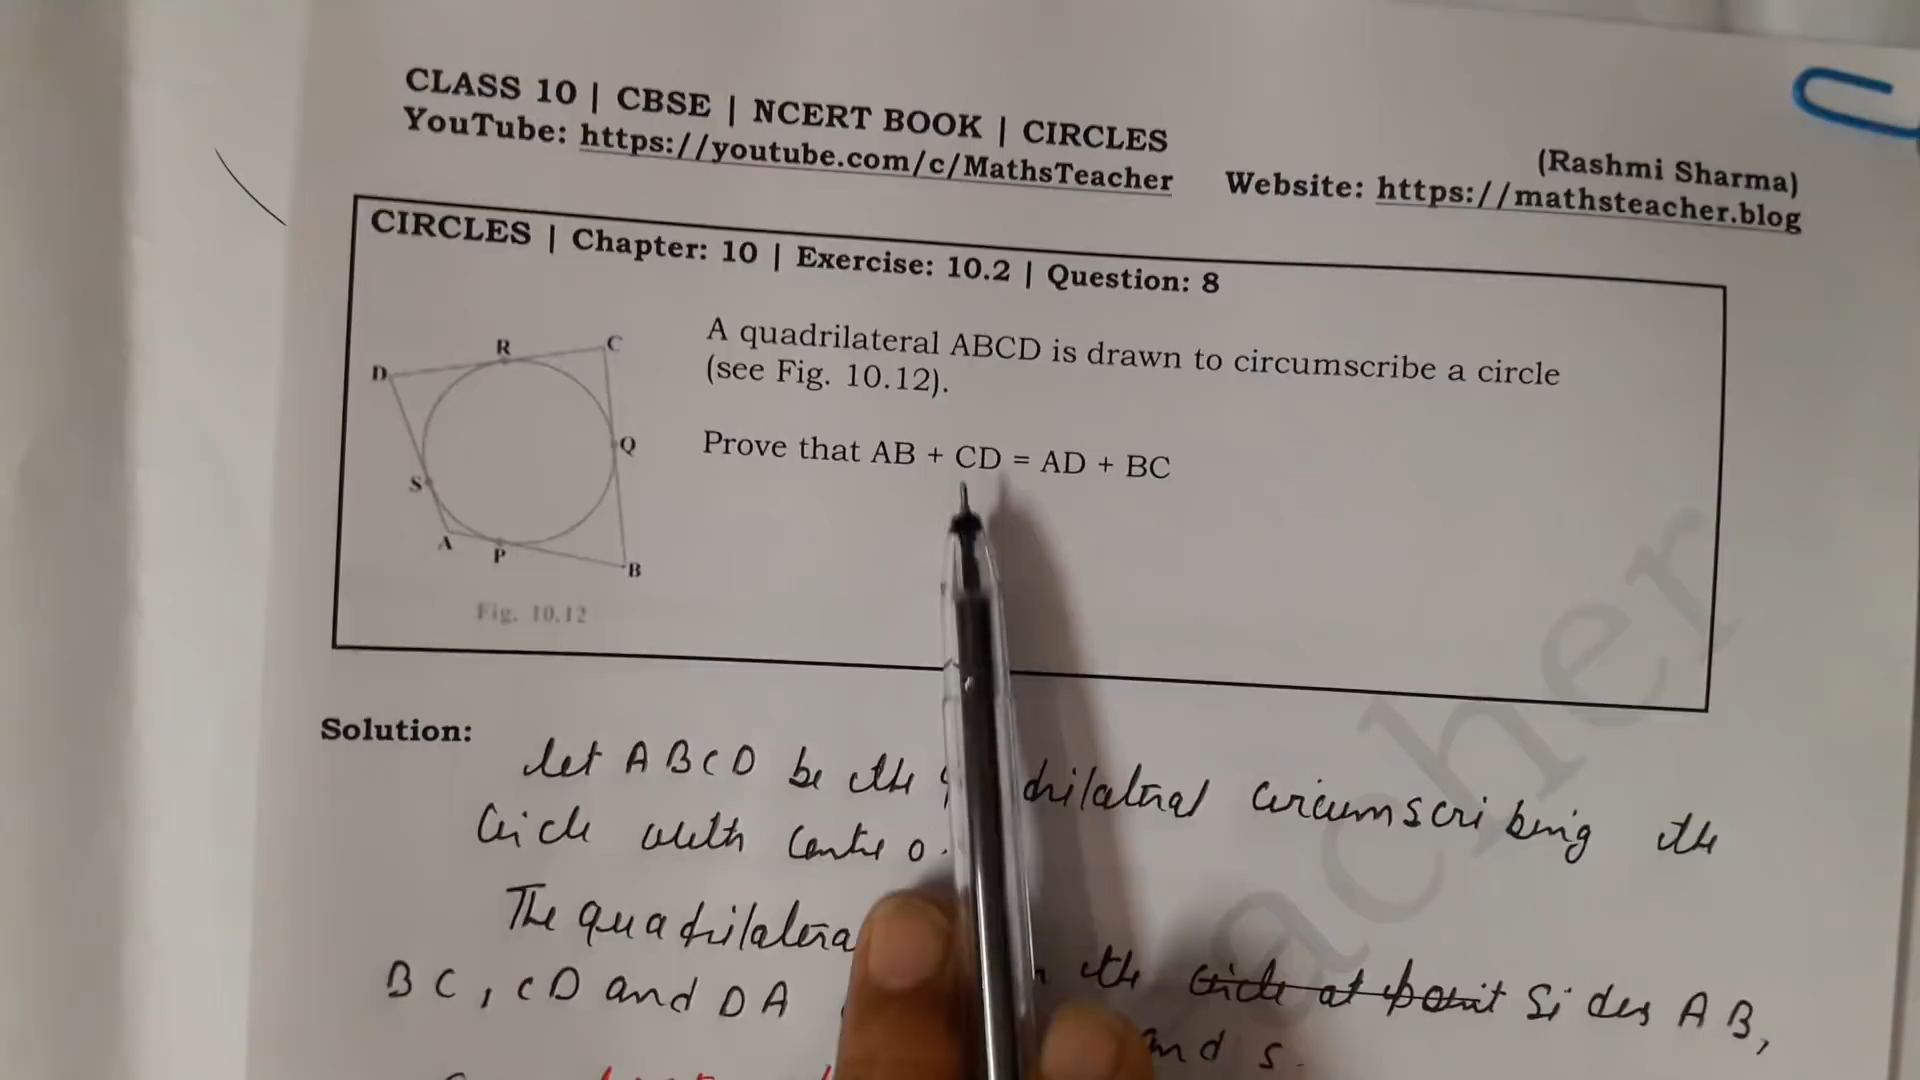 CLASS 10 | CBSE | NCERT BOOK | CIRCLES
(Rashmi Sharma)
YouTube: https://youtube.com/c/MathsTeacher Website: https://mathsteacher.blog
CIRCLES | Chapter: 10 | Exercise: 10.2 | Question: 8
A quadrilateral ABCD is drawn to circumscribe a circle
(see Fig. 10.12).
Prove that AB + CD = AD + BC
R
C
D
Q
S
A
P
B
Fig. 10.12
Solution:
let ABCD be the circumscribing the
Circle with Centre O.
The the circle at point Sides AB,
BC, CD and DA
and S.
acher